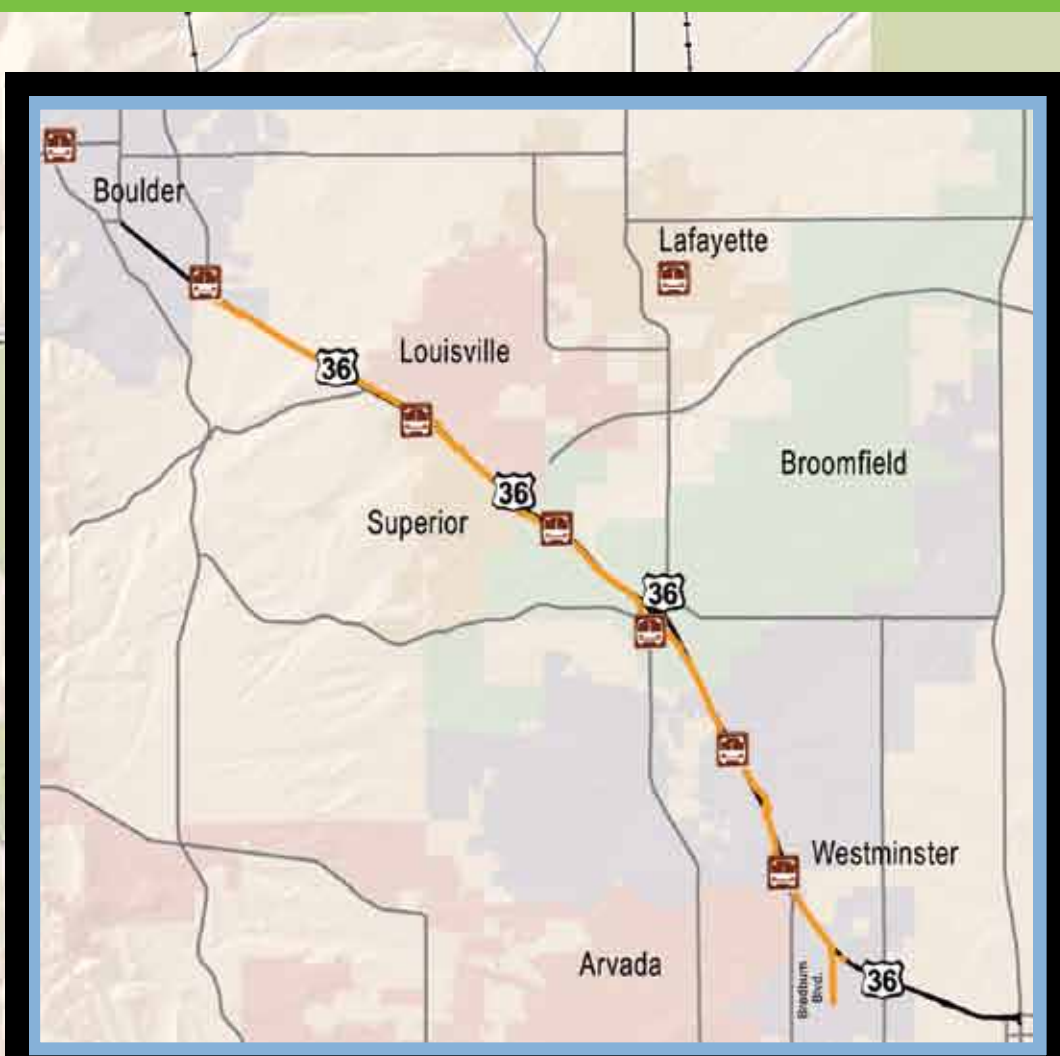 Boulder
Lafayette
Louisville
36
Broomfield
36
Superior
36
Westminster
Arvada
Bradburn
Blvd.
36